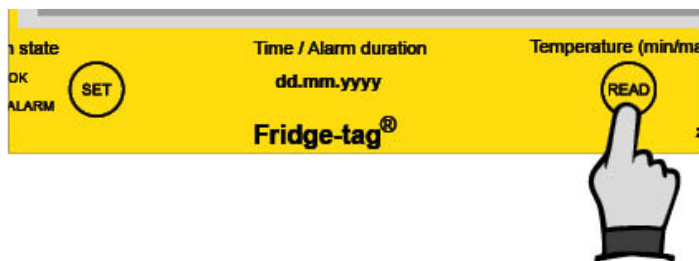 n state
Time / Alarm duration
Temperature (min/ma
OK
ALARM
SET
dd.mm.yyyy
READ
Fridge-tag®